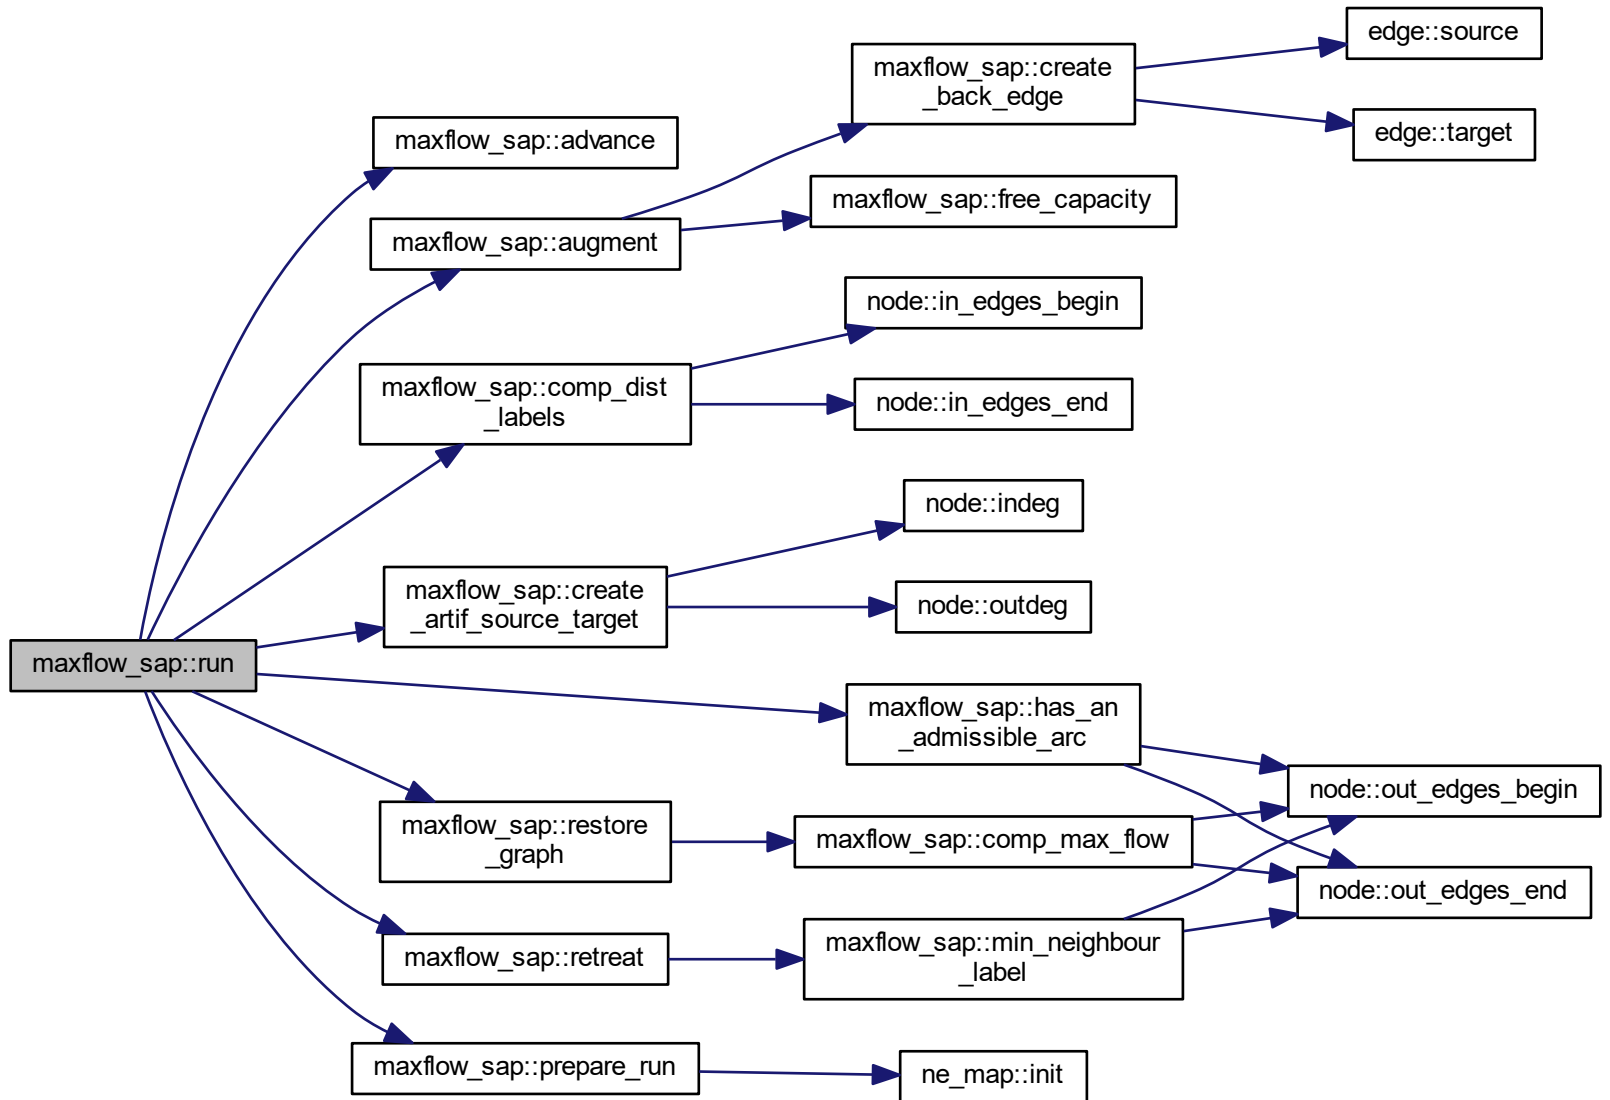 edge::source
maxflow_sap::create
_back_edge
edge::target
maxflow_sap::advance
maxflow_sap::free_capacity
maxflow_sap::augment
node::in_edges_begin
maxflow_sap::comp_dist
_labels
node::in_edges_end
node::indeg
maxflow_sap::create
_artif_source_target
node::outdeg
maxflow_sap::run
maxflow_sap::has_an
_admissible_arc
node::out_edges_begin
maxflow_sap::restore
_graph
maxflow_sap::comp_max_flow
node::out_edges_end
maxflow_sap::retreat
maxflow_sap::min_neighbour
_label
maxflow_sap::prepare_run
ne_map::init